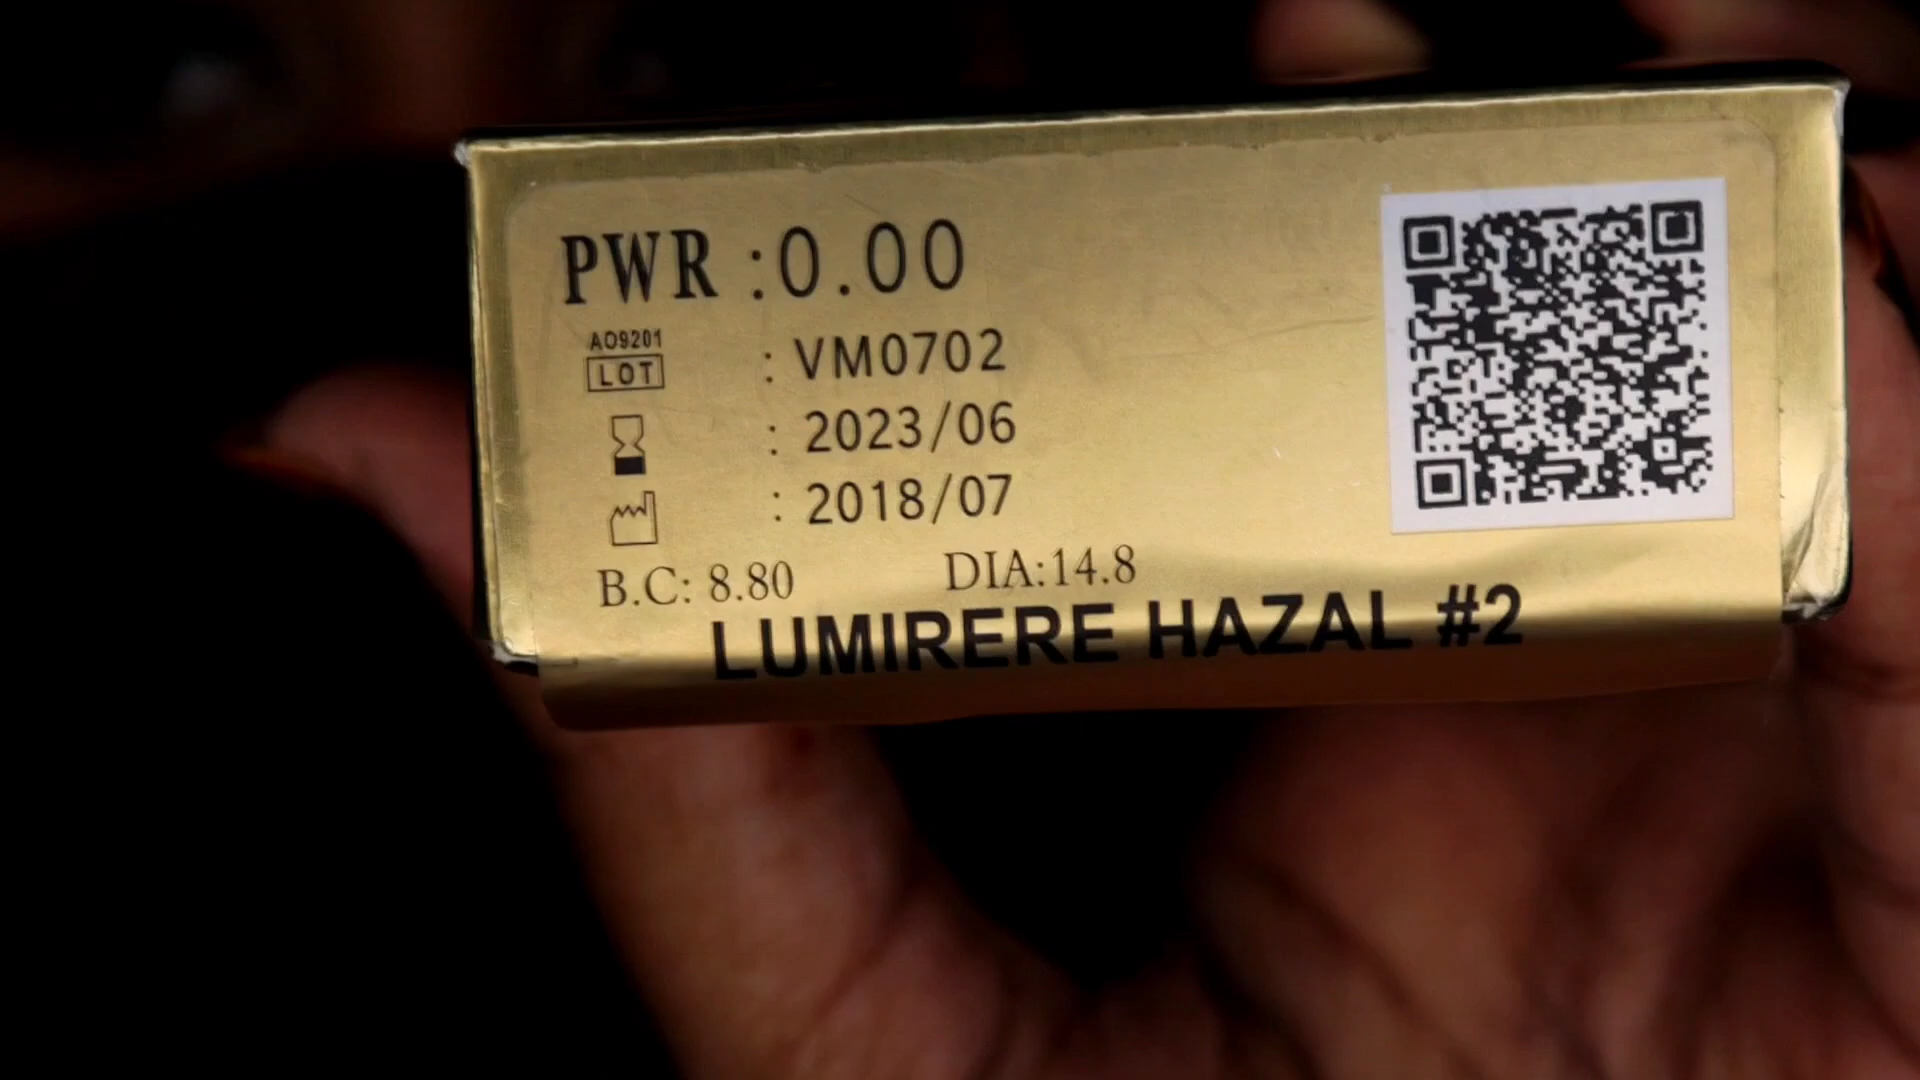 PWR :0.00
AO9201
LOT : VM0702
: 2023/06
: 2018/07
B.C: 8.80 DIA:14.8
LUMIRERE HAZAL #2